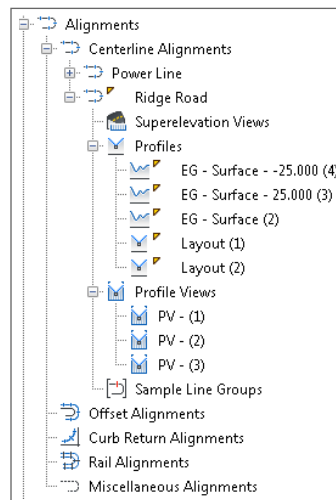 Alignments
Centerline Alignments
Power Line
Ridge Road
Superelevation Views
Profiles
EG - Surface - -25.000 (4)
EG - Surface - 25.000 (3)
EG - Surface (2)
Layout (1)
Layout (2)
Profile Views
PV - (1)
PV - (2)
PV - (3)
Sample Line Groups
Offset Alignments
Curb Return Alignments
Rail Alignments
Miscellaneous Alignments